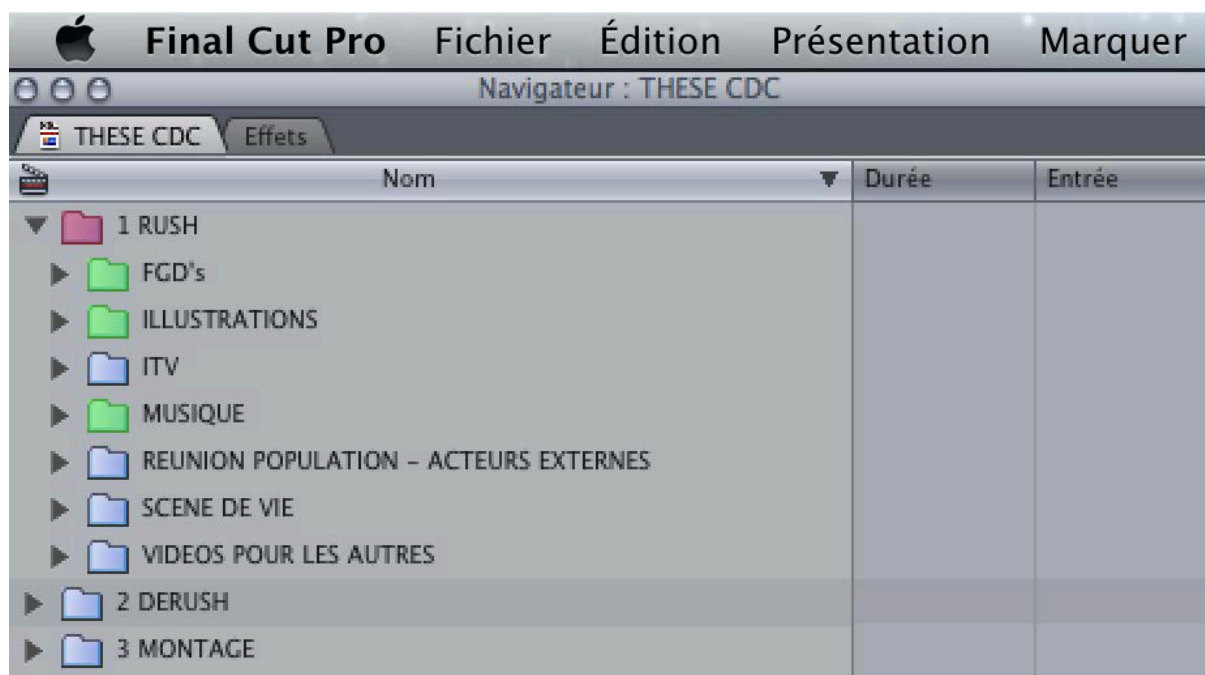 Final Cut Pro Fichier Édition Présentation Marquer
Navigateur : THESE CDC
THESE CDC Effets
Nom Durée Entrée
1 RUSH
FGD's
ILLUSTRATIONS
ITV
MUSIQUE
REUNION POPULATION – ACTEURS EXTERNES
SCENE DE VIE
VIDEOS POUR LES AUTRES
2 DERUSH
3 MONTAGE